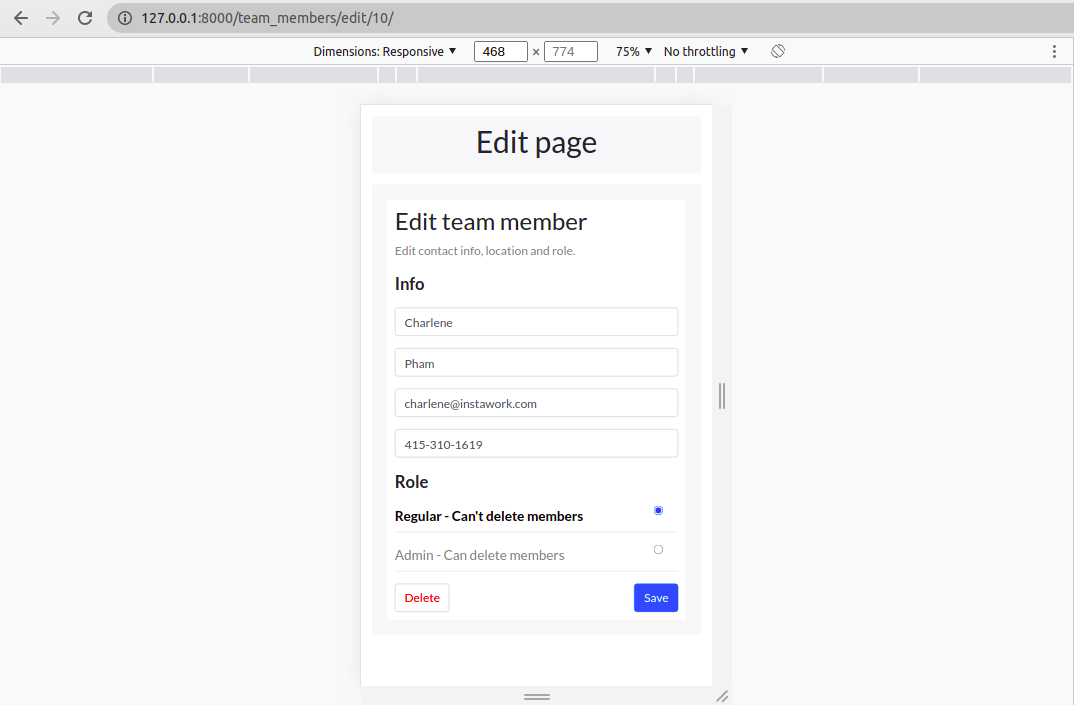 127.0.0.1:8000/team_members/edit/10/
Dimensions: Responsive ▼ 468 × 774 75% ▼ No throttling ▼
Edit page
Edit team member
Edit contact info, location and role.
Info
Charlene
Pham
charlene@instawork.com
415-310-1619
Role
Regular - Can't delete members
Admin - Can delete members
Delete Save